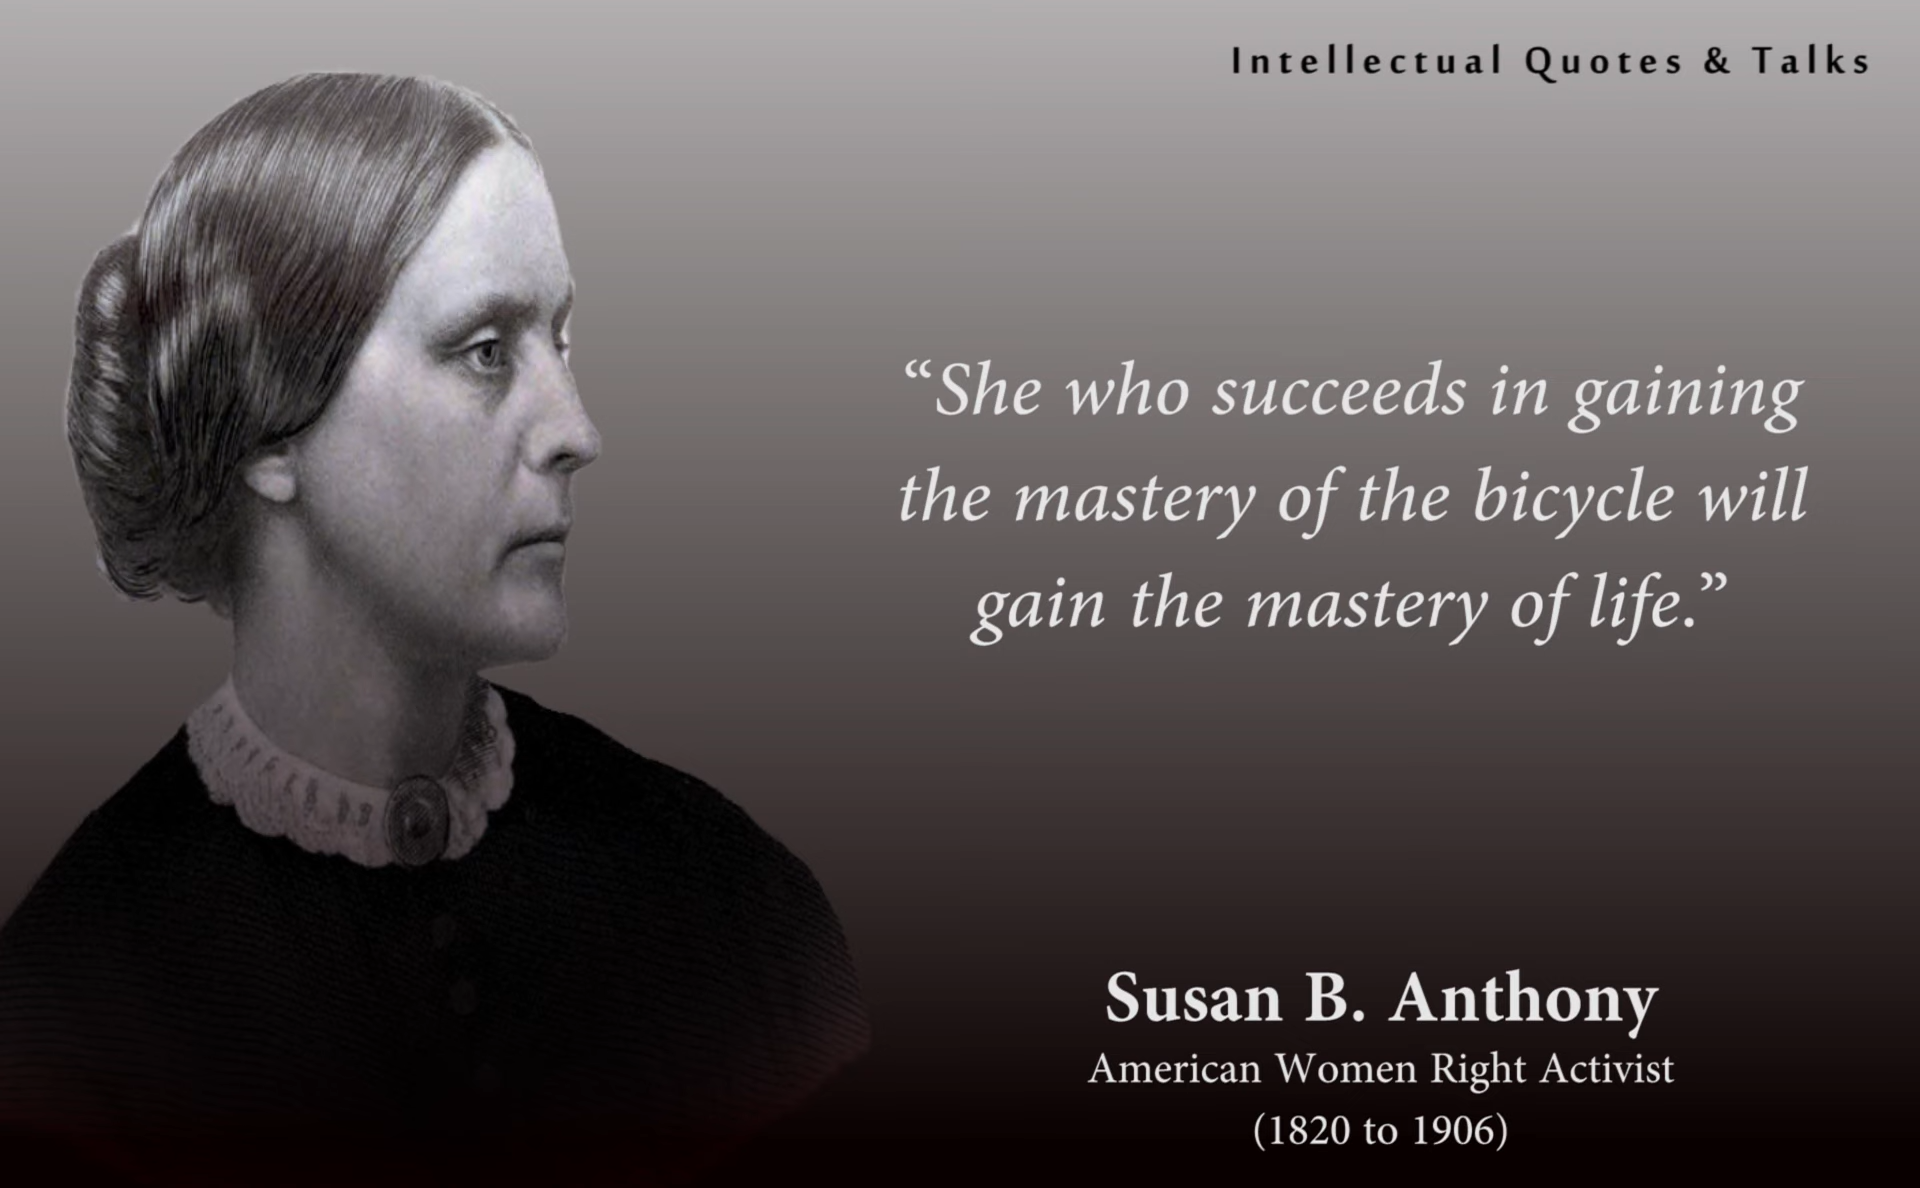 Intellectual Quotes & Talks
“She who succeeds in gaining
the mastery of the bicycle will
gain the mastery of life.”
Susan B. Anthony
American Women Right Activist
(1820 to 1906)